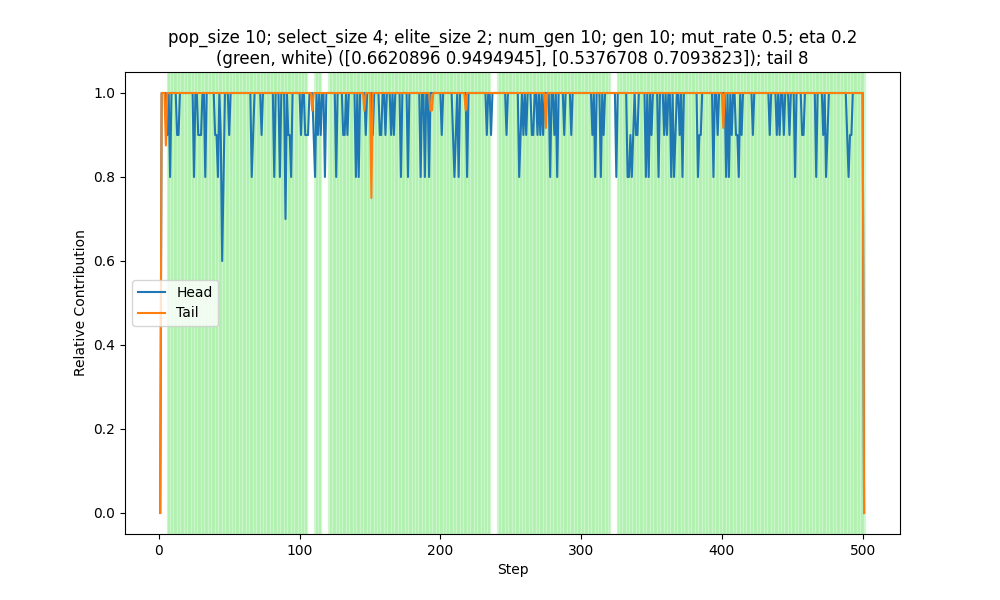 pop_size 10; select_size 4; elite_size 2; num_gen 10; gen 10; mut_rate 0.5; eta 0.2
(green, white) ([0.6620896 0.9494945], [0.5376708 0.7093823]); tail 8
1.0
0.8
0.6
0.4
0.2
0.0
Relative Contribution
Head
Tail
0
100
200
300
400
500
Step